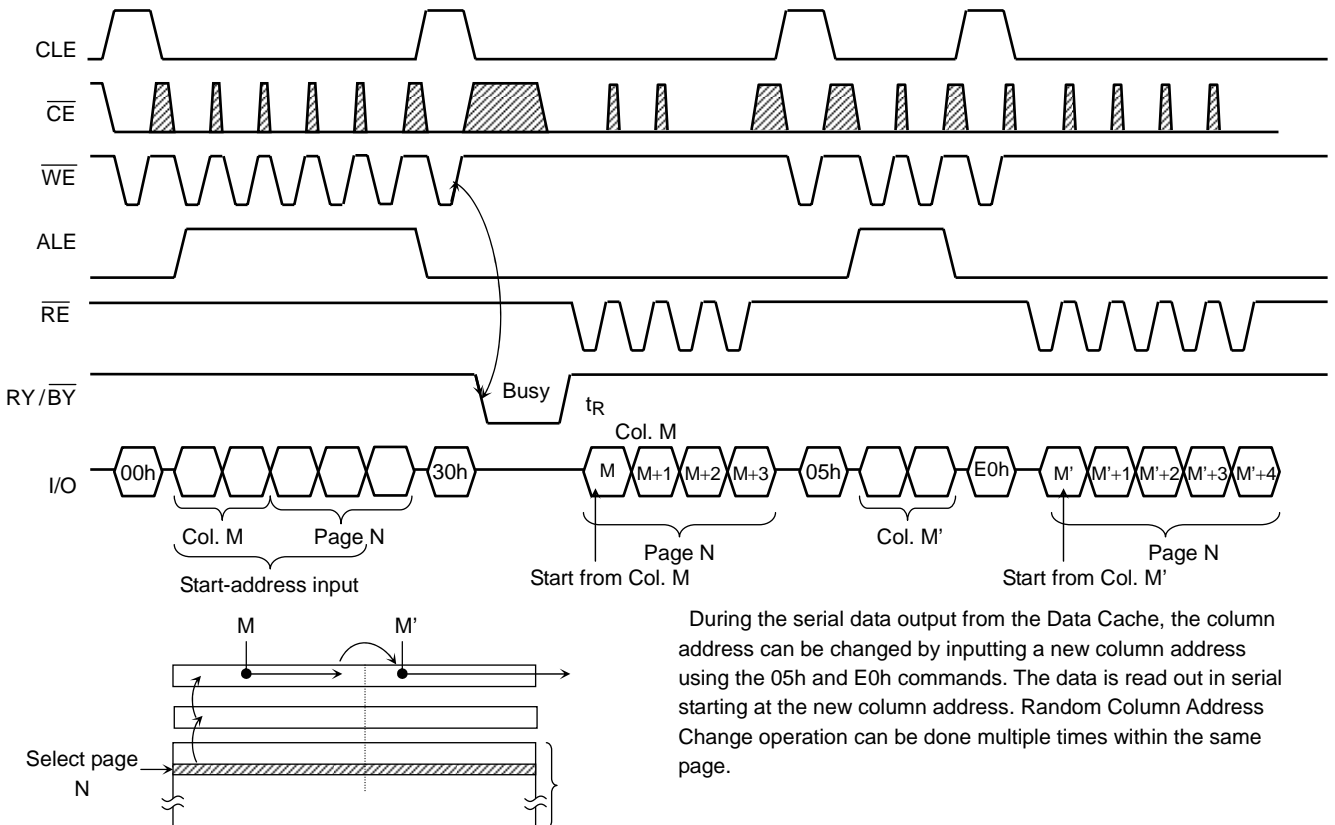 CLE
CE
WE
ALE
RE
RY/BY
Busy
tR
Col. M
I/O
00h
30h
M
M+1
M+2
M+3
05h
E0h
M'
M'+1
M'+2
M'+3
M'+4
Col. M
Page N
Page N
Col. M'
Page N
Start-address input
Start from Col. M
Start from Col. M'
M
M'
Select page
N
During the serial data output from the Data Cache, the column
address can be changed by inputting a new column address
using the 05h and E0h commands. The data is read out in serial
starting at the new column address. Random Column Address
Change operation can be done multiple times within the same
page.